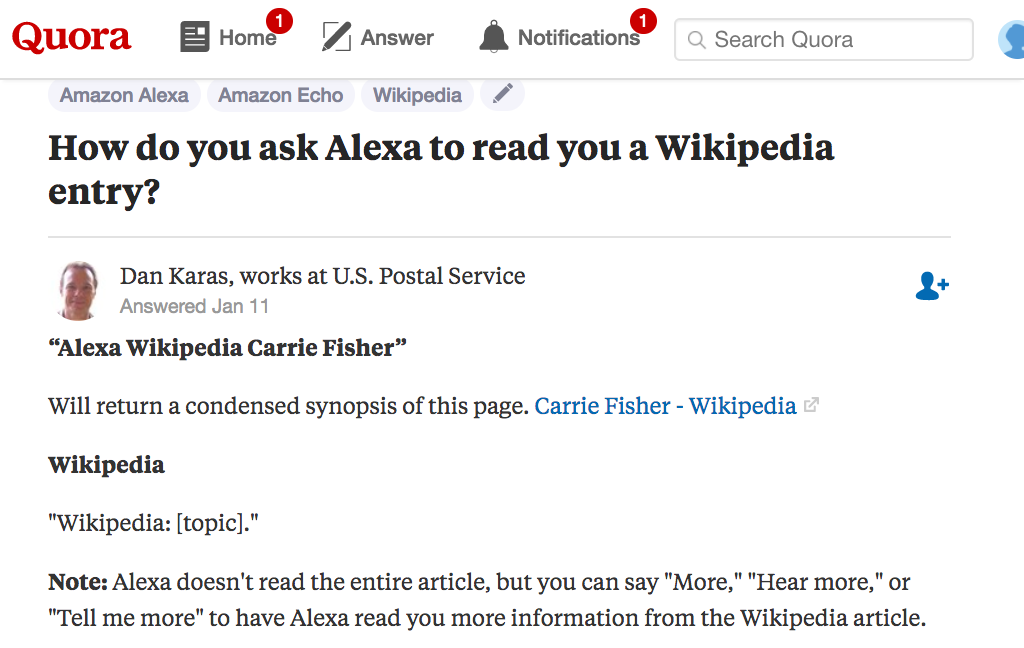 Quora
Home 1
Answer
Notifications 1
Search Quora
Amazon Alexa
Amazon Echo
Wikipedia
How do you ask Alexa to read you a Wikipedia
entry?
Dan Karas, works at U.S. Postal Service
Answered Jan 11
“Alexa Wikipedia Carrie Fisher”
Will return a condensed synopsis of this page. Carrie Fisher - Wikipedia
Wikipedia
"Wikipedia: [topic]."
Note: Alexa doesn't read the entire article, but you can say "More," "Hear more," or
"Tell me more" to have Alexa read you more information from the Wikipedia article.